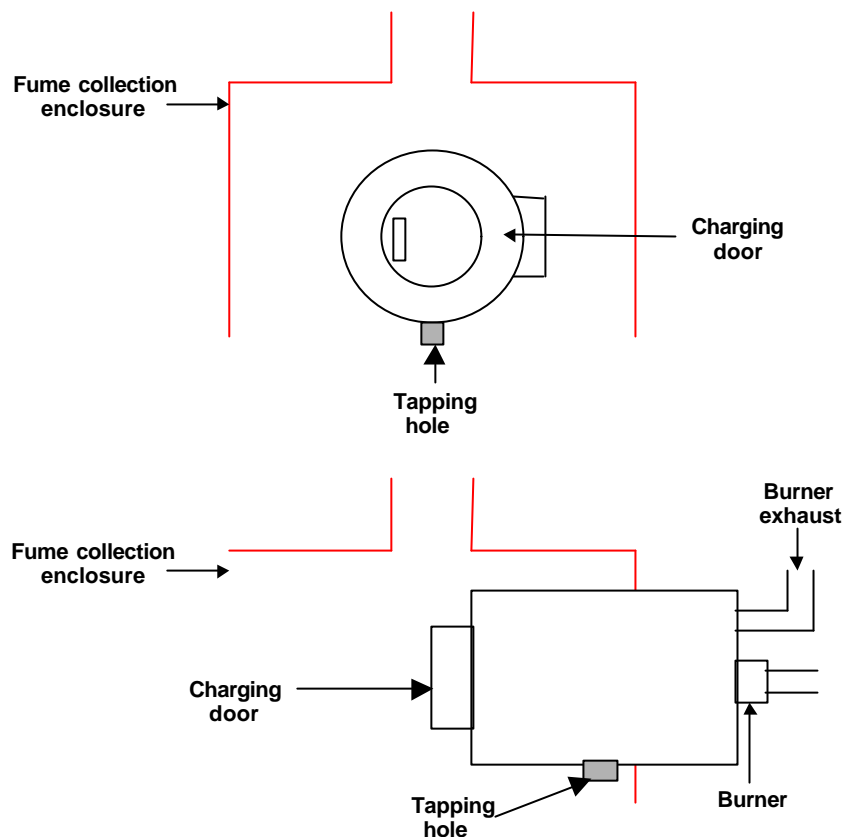 Fume collection
enclosure
Charging
door
Tapping
hole
Burner
exhaust
Fume collection
enclosure
Charging
door
Burner
Tapping
hole